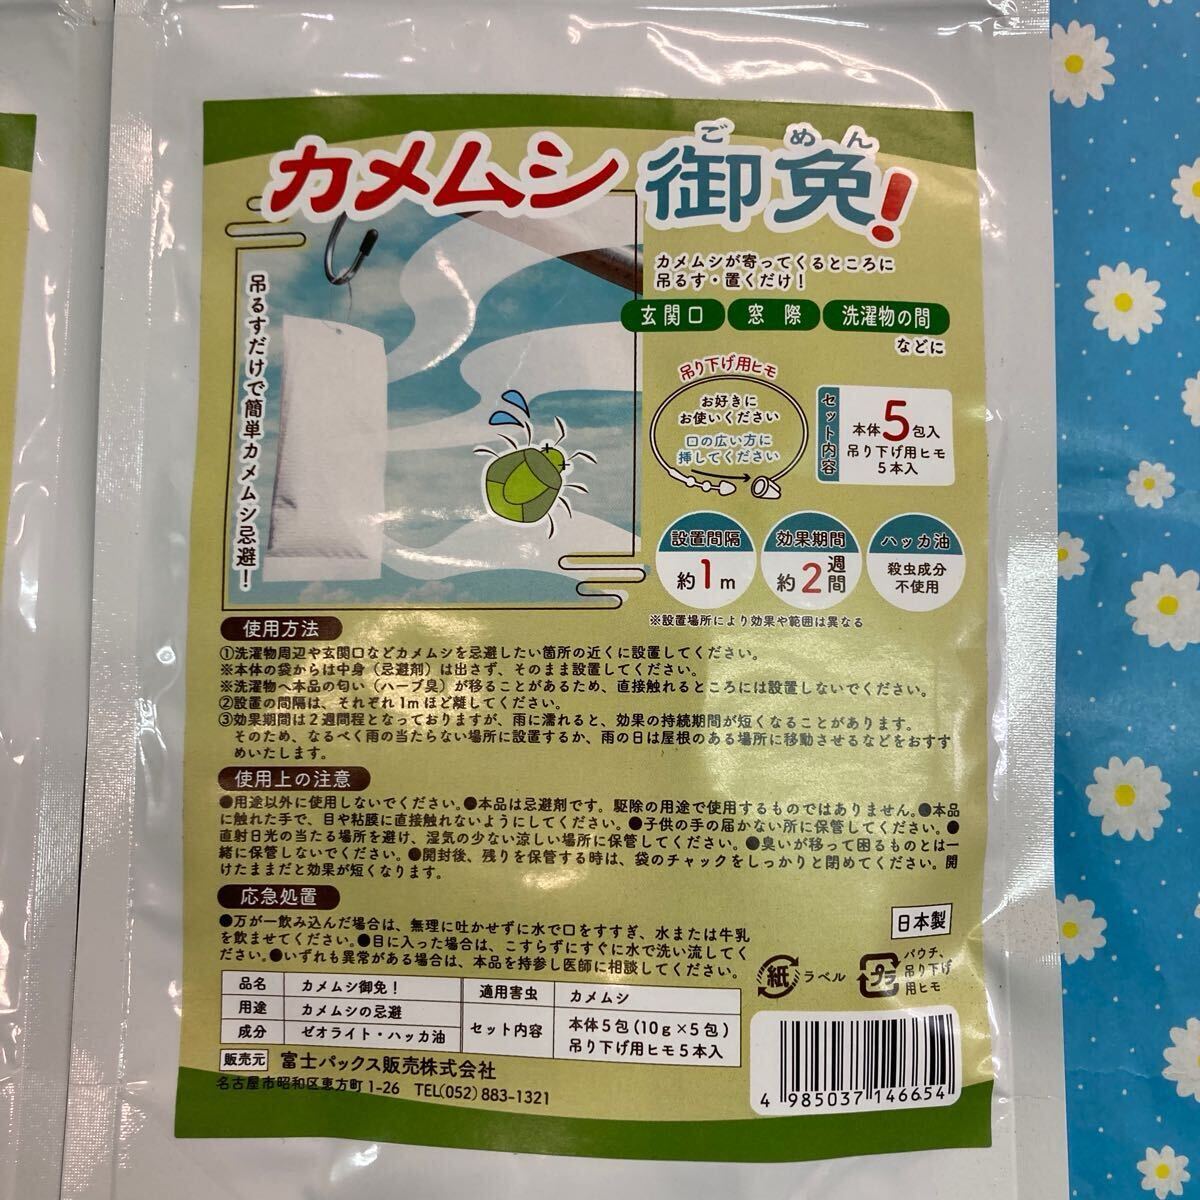 ごめん
カメムシ御免!
カメムシが寄ってくるところに
吊るす・置くだけ!
玄関口 窓際 洗濯物の間
などに
吊るすだけで簡単カメムシ忌避!
吊り下げ用ヒモ
お好きに
お使いください
口の広い方に
挿してください
セット内容
本体5包入
吊り下げ用ヒモ
5本入
設置間隔
約1m
効果期間
約2週間
ハッカ油
殺虫成分
不使用
※設置場所により効果や範囲は異なる
使用方法
①洗濯物周辺や玄関口などカメムシを忌避したい箇所の近くに設置してください。
※本体の袋からは中身(忌避剤)は出さず、そのまま設置してください。
※洗濯物へ本品の匂い(ハーブ臭)が移ることがあるため、直接触れるところには設置しないでください。
②設置の間隔は、それぞれ1mほど離してください。
③効果期間は2週間程となっておりますが、雨に濡れると、効果の持続期間が短くなることがあります。
そのため、なるべく雨の当たらない場所に設置するか、雨の日は屋根のある場所に移動させるなどをおすす
めいたします。
使用上の注意
●用途以外に使用しないでください。●本品は忌避剤です。駆除の用途で使用するものではありません。●本品
に触れた手で、目や粘膜に直接触れないようにしてください。●子供の手の届かない所に保管してください。●
直射日光の当たる場所を避け、湿気の少ない涼しい場所に保管してください。●臭いが移って困るものとは一
緒に保管しないでください。●開封後、残りを保管する時は、袋のチャックをしっかりと閉めてください。開
けたままだと効果が短くなります。
応急処置
●万が一飲み込んだ場合は、無理に吐かせずに水で口をすすぎ、水または牛乳
を飲ませてください。●目に入った場合は、こすらずにすぐに水で洗い流してく
ださい。●いずれも異常がある場合は、本品を持参し医師に相談してください。
日本製
紙 ラベル
プラ パウチ、
吊り下げ
用ヒモ
品名 カメムシ御免! 適用害虫 カメムシ
用途 カメムシの忌避
成分 ゼオライト・ハッカ油
セット内容 本体5包(10g×5包)
吊り下げ用ヒモ5本入
販売元 富士パックス販売株式会社
名古屋市昭和区恵方町1-26 TEL(052)883-1321
4 985037 146654